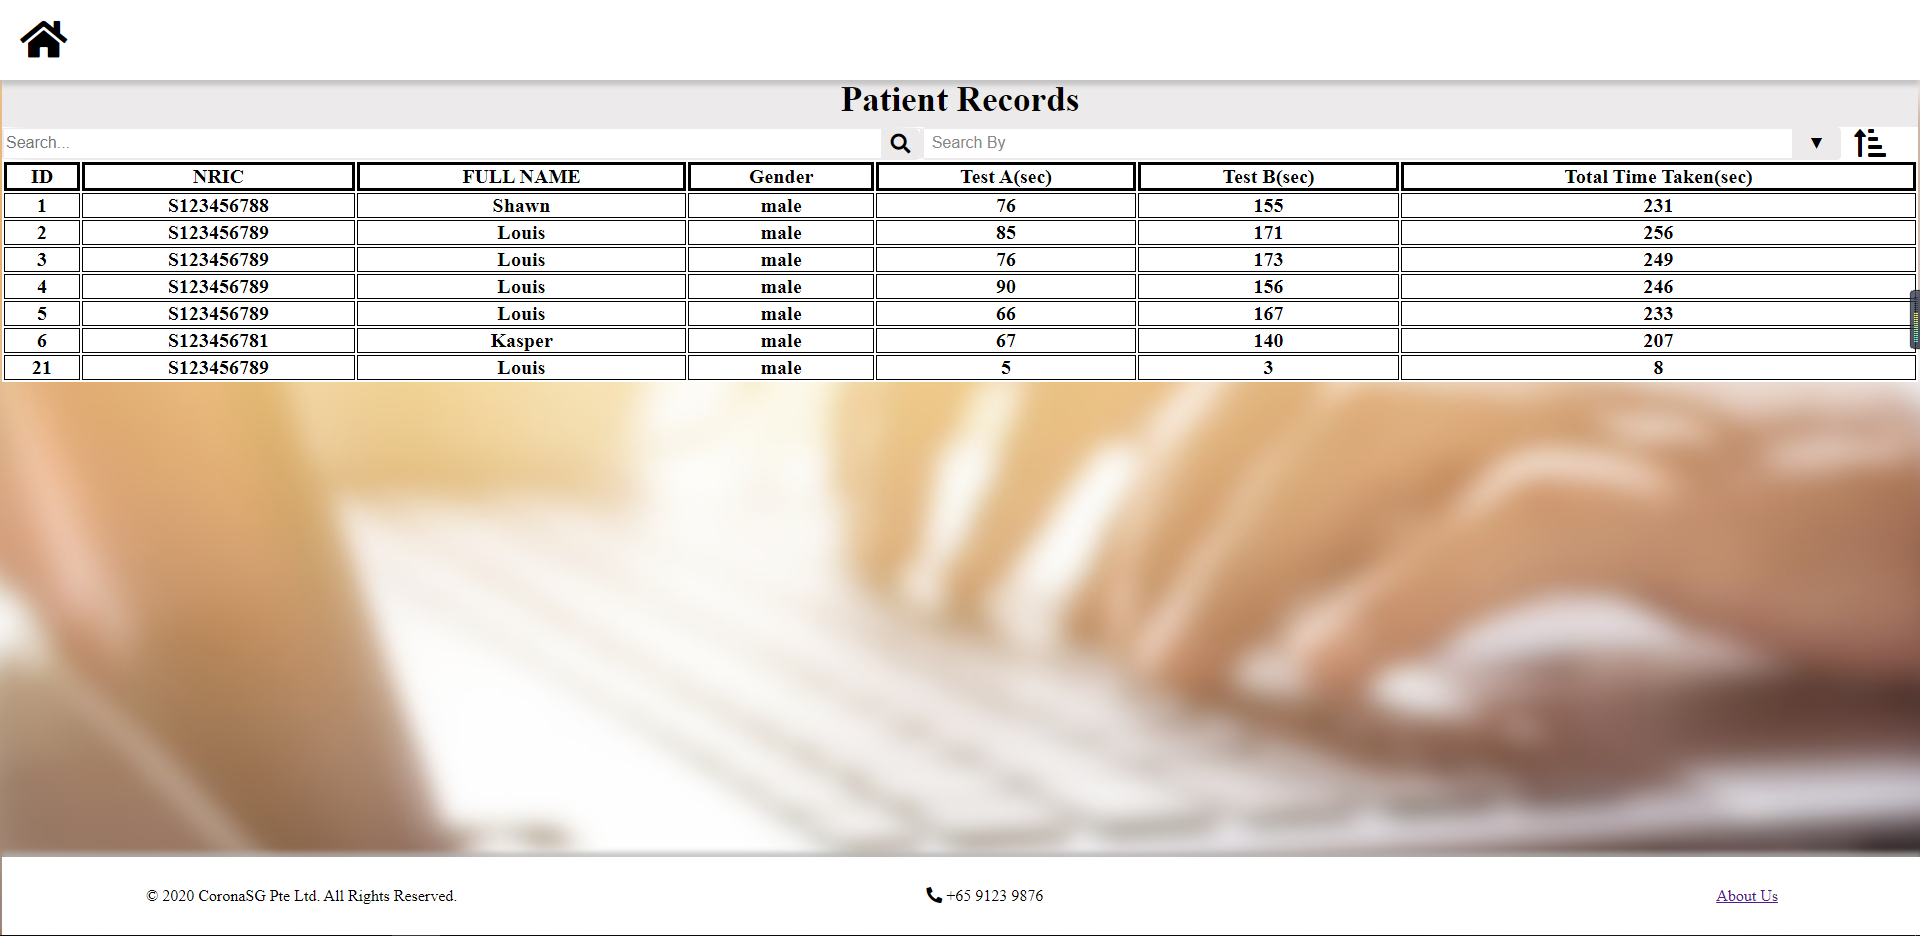 Patient Records
Search... Search By ▼
ID NRIC FULL NAME Gender Test A(sec) Test B(sec) Total Time Taken(sec)
1 S123456788 Shawn male 76 155 231
2 S123456789 Louis male 85 171 256
3 S123456789 Louis male 76 173 249
4 S123456789 Louis male 90 156 246
5 S123456789 Louis male 66 167 233
6 S123456781 Kasper male 67 140 207
21 S123456789 Louis male 5 3 8
© 2020 CoronaSG Pte Ltd. All Rights Reserved. +65 9123 9876 About Us